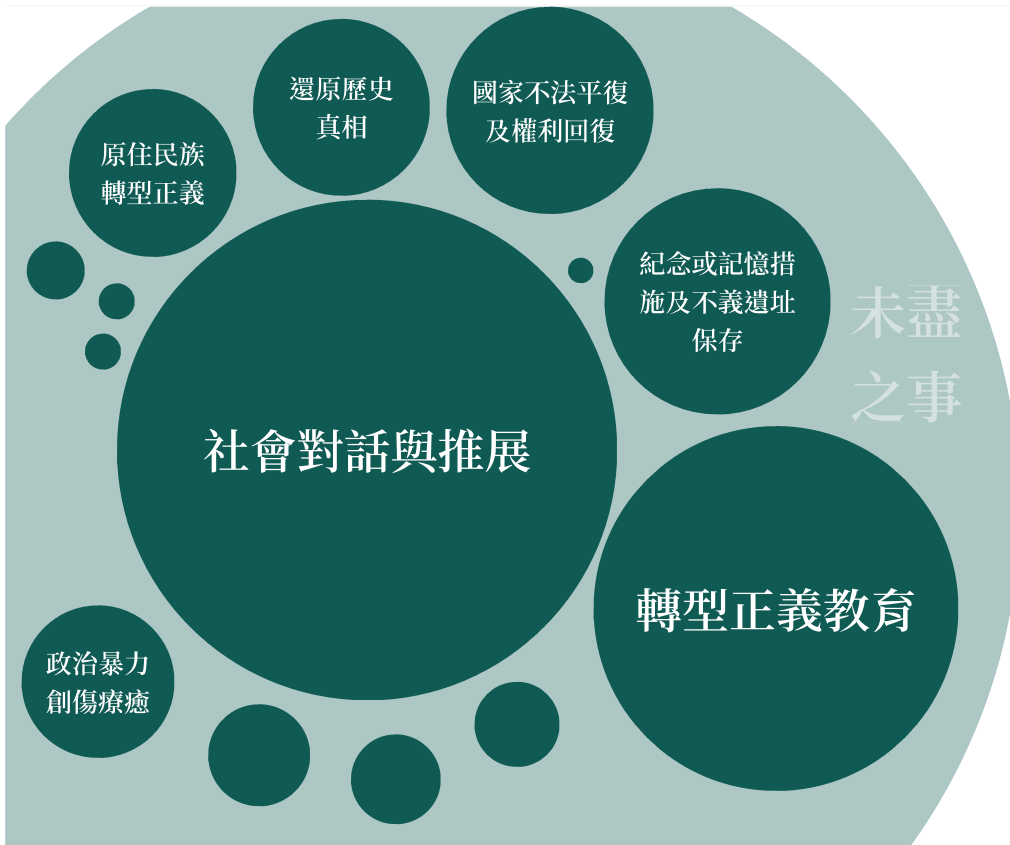 還原歷史
真相
國家不法平復
及權利回復
原住民族
轉型正義
紀念或記憶措
施及不義遺址
保存
未盡
之事
社會對話與推展
轉型正義教育
政治暴力
創傷療癒